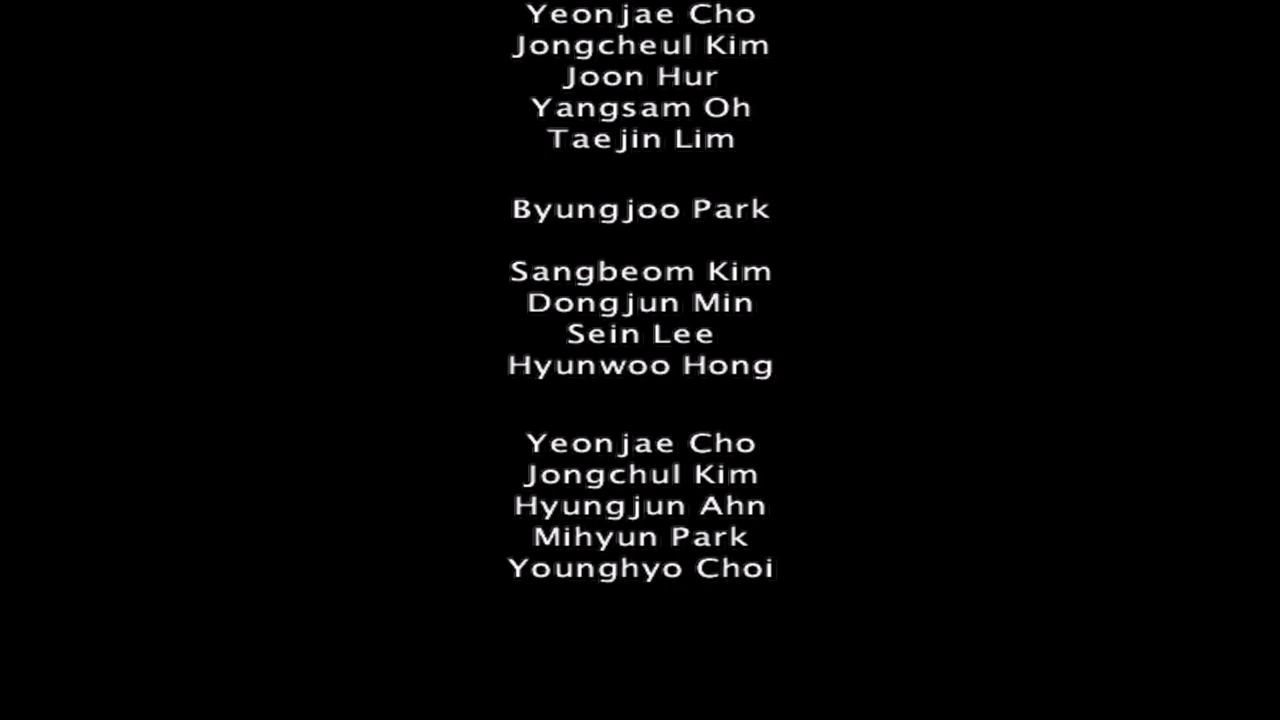 Yeonjae Cho
Jongcheul Kim
Joon Hur
Yangsam Oh
Taejin Lim
Byungjoo Park
Sangbeom Kim
Dongjun Min
Sein Lee
Hyunwoo Hong
Yeonjae Cho
Jongchul Kim
Hyungjun Ahn
Mihyun Park
Younghyo Choi